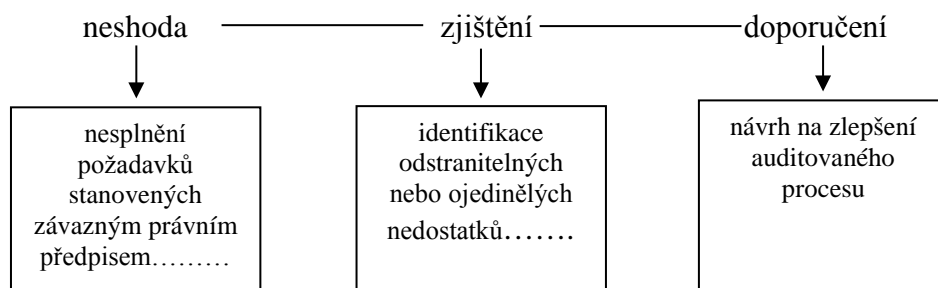 neshoda zjištění doporučení
nesplnění
požadavků
stanovených
závazným právním
předpisem.........
identifikace
odstranitelných
nebo ojedinělých
nedostatků.......
návrh na zlepšení
auditovaného
procesu